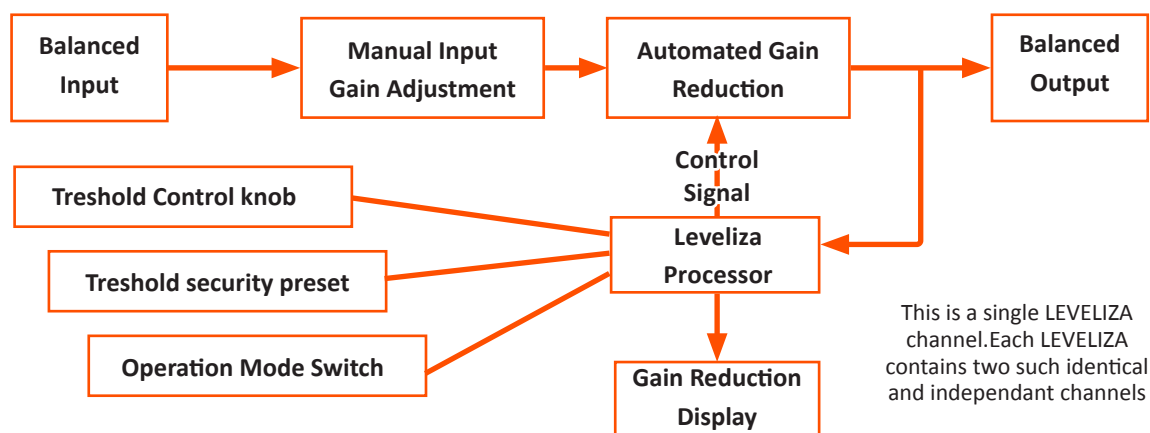 Balanced
Input
Manual Input
Gain Adjustment
Automated Gain
Reduction
Balanced
Output
Control
Signal
Treshold Control knob
Leveliza
Processor
Treshold security preset
Operation Mode Switch
Gain Reduction
Display
This is a single LEVELIZA
channel.Each LEVELIZA
contains two such identical
and independant channels